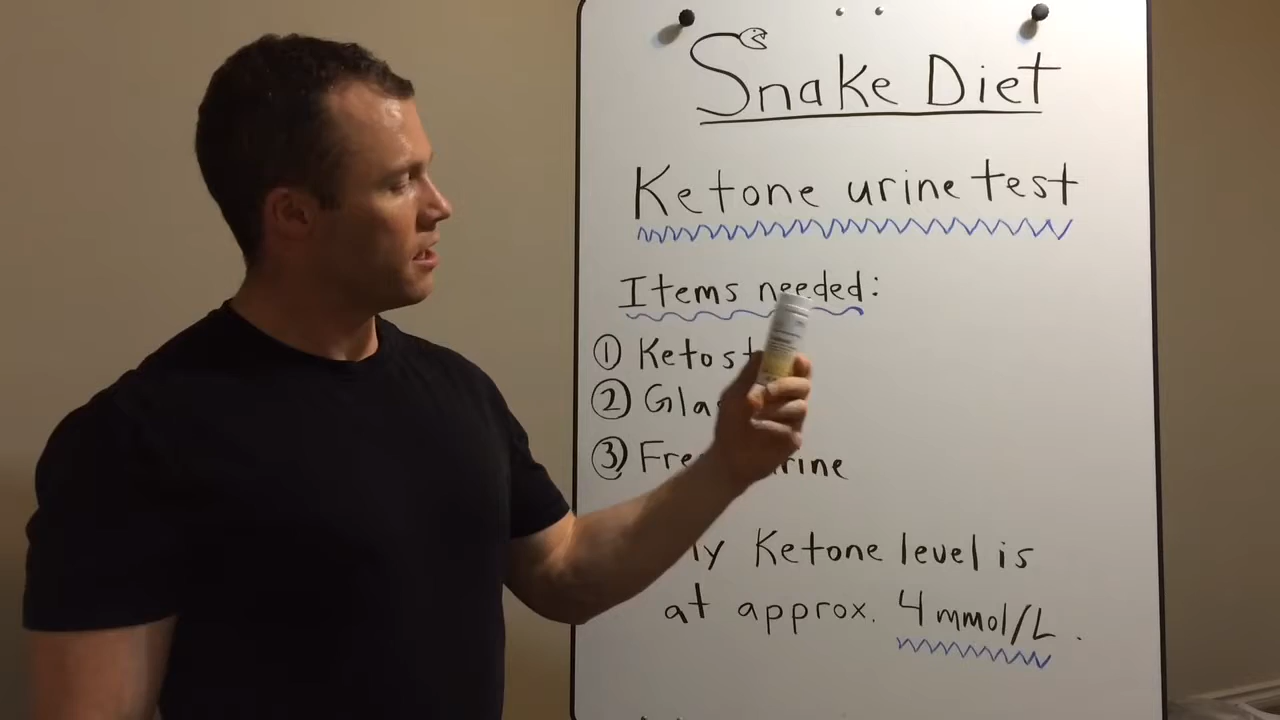 Snake Diet
Ketone urine test
Items needed:
① Ketost
② Gla
③ Fre urine
y Ketone level is
at approx. 4 mmol/L.